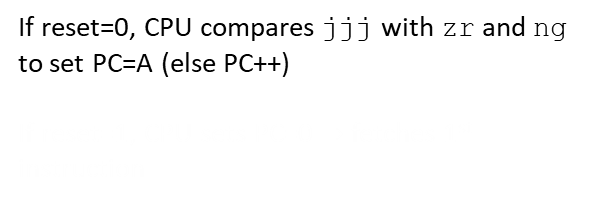 If reset=0, CPU compares jjj with zr and ng
to set PC=A (else PC++)